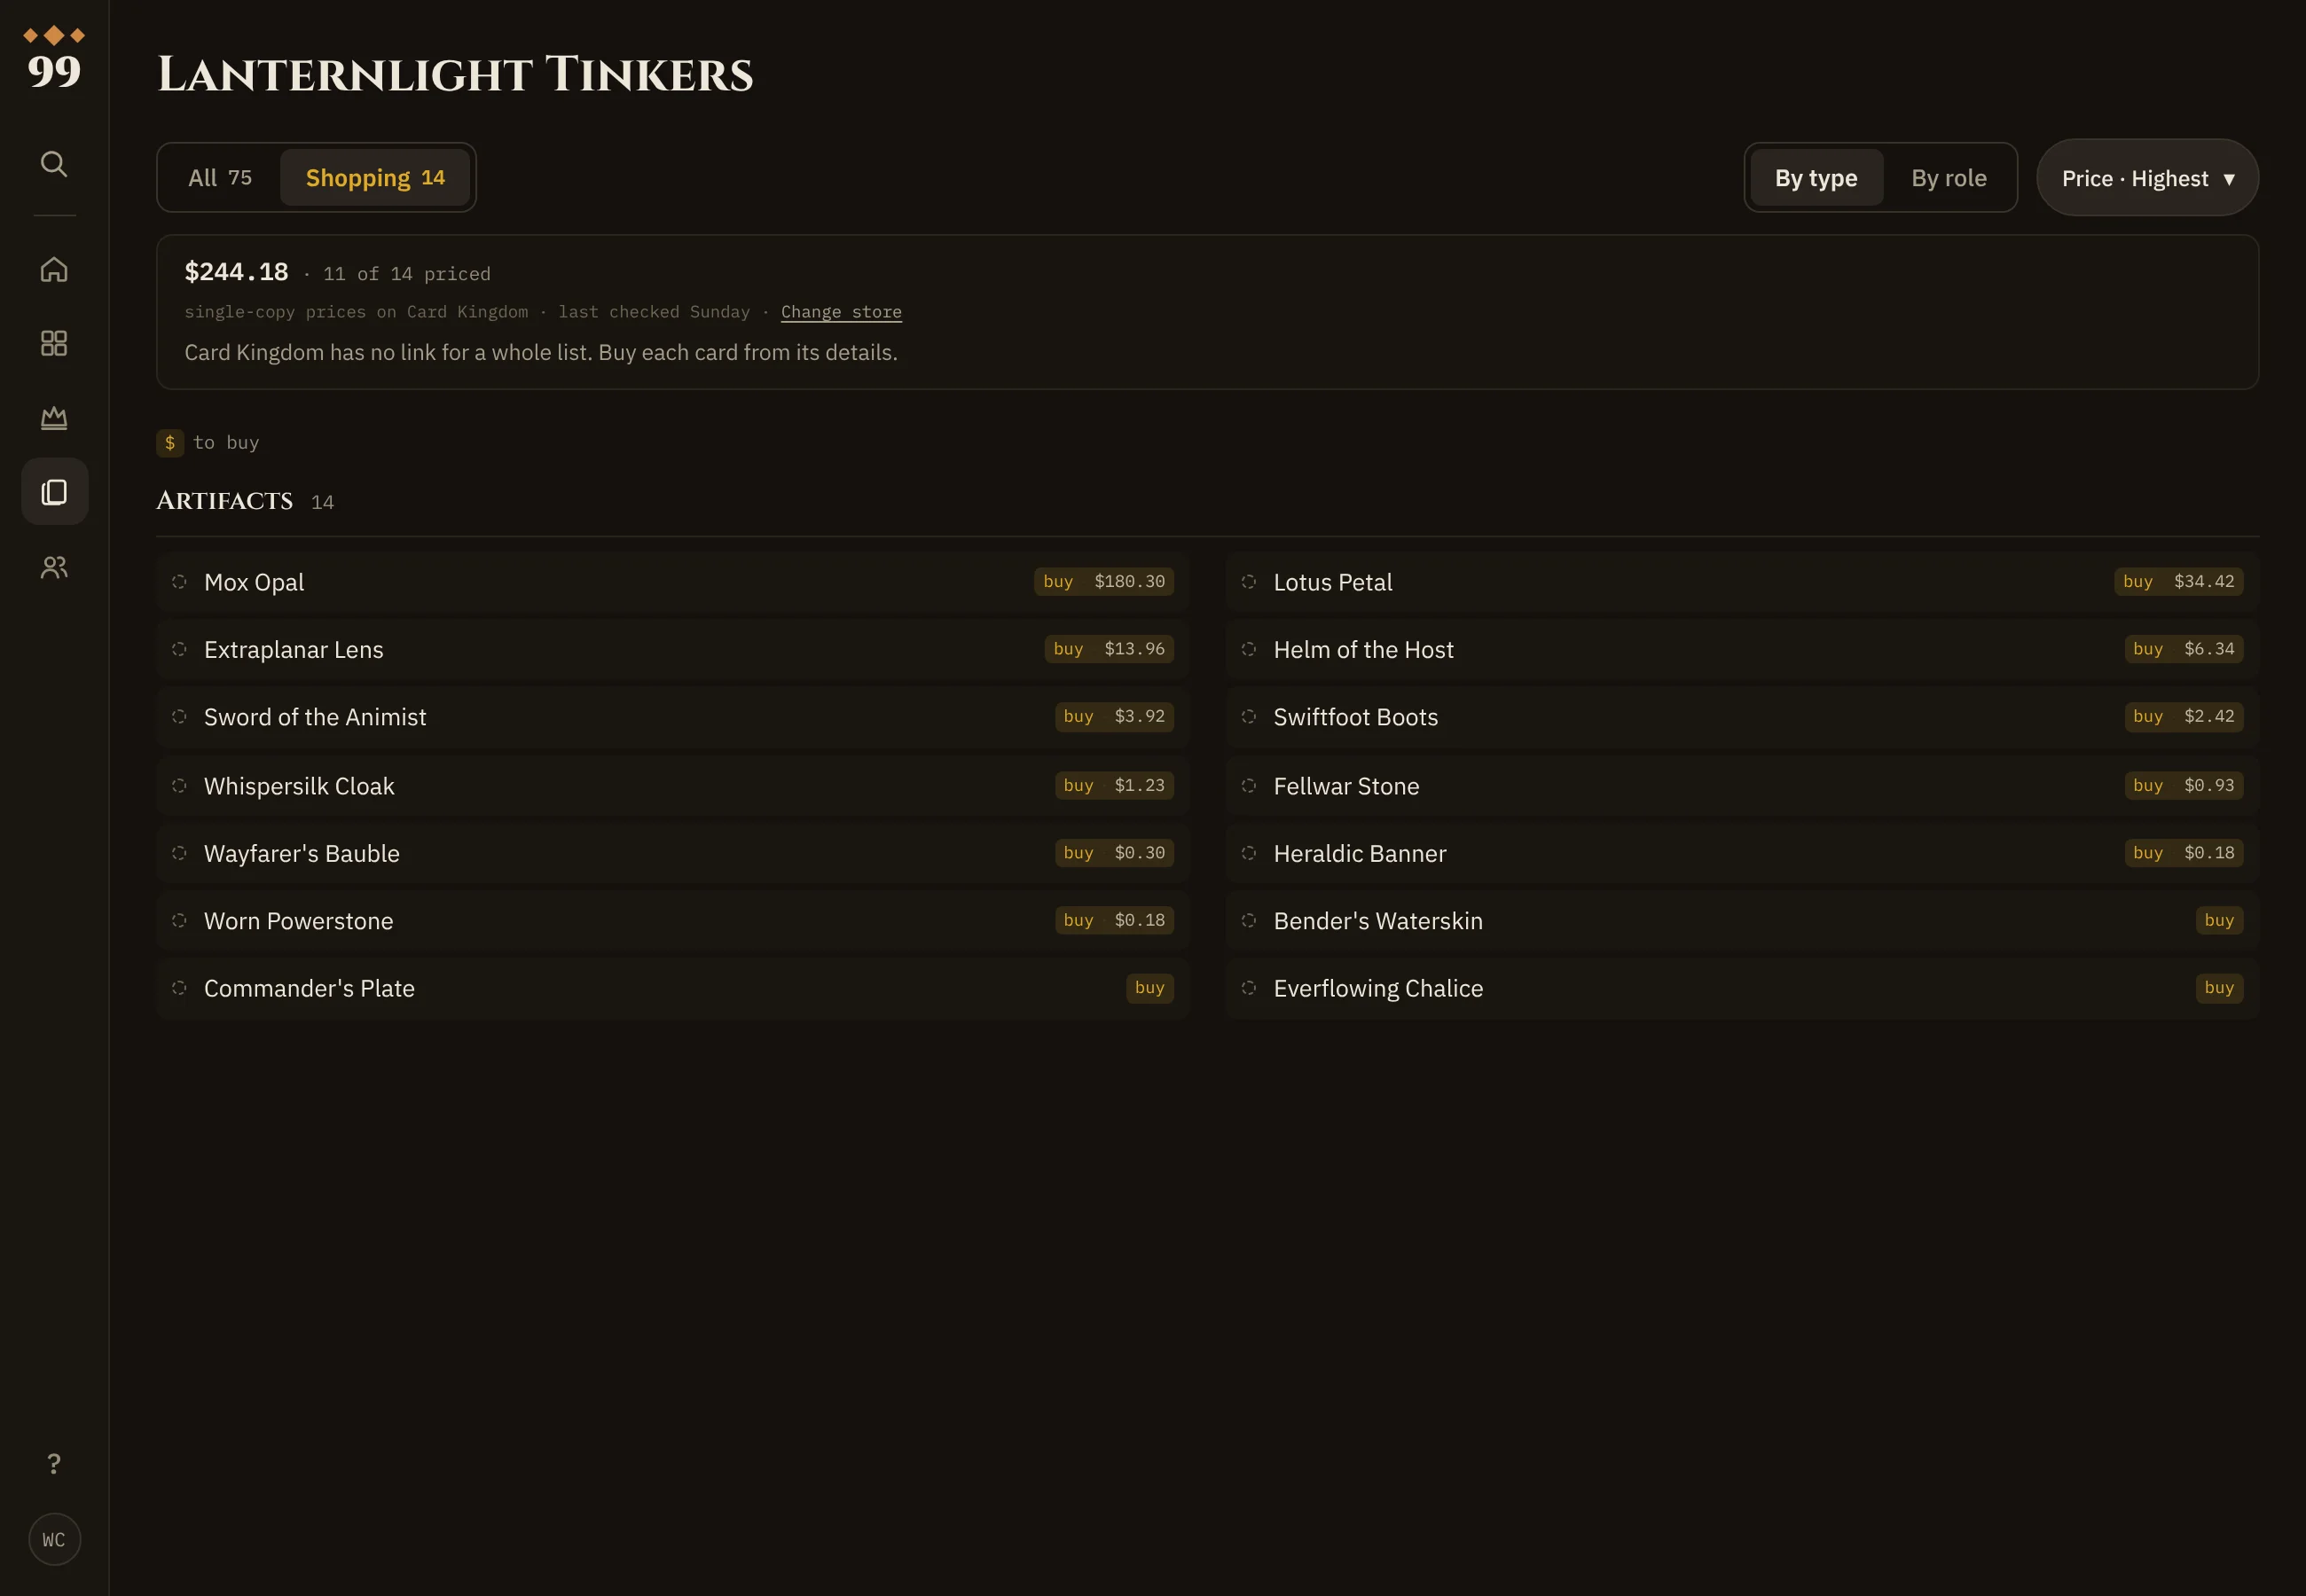 99
Lanternlight Tinkers
All 75 Shopping 14 By type By role Price · Highest ▾
$244.18 · 11 of 14 priced
single-copy prices on Card Kingdom · last checked Sunday · Change store
Card Kingdom has no link for a whole list. Buy each card from its details.
$ to buy
Artifacts 14
Mox Opal buy $180.30
Lotus Petal buy $34.42
Extraplanar Lens buy $13.96
Helm of the Host buy $6.34
Sword of the Animist buy $3.92
Swiftfoot Boots buy $2.42
Whispersilk Cloak buy $1.23
Fellwar Stone buy $0.93
Wayfarer's Bauble buy $0.30
Heraldic Banner buy $0.18
Worn Powerstone buy $0.18
Bender's Waterskin buy
Commander's Plate buy
Everflowing Chalice buy
?
WC